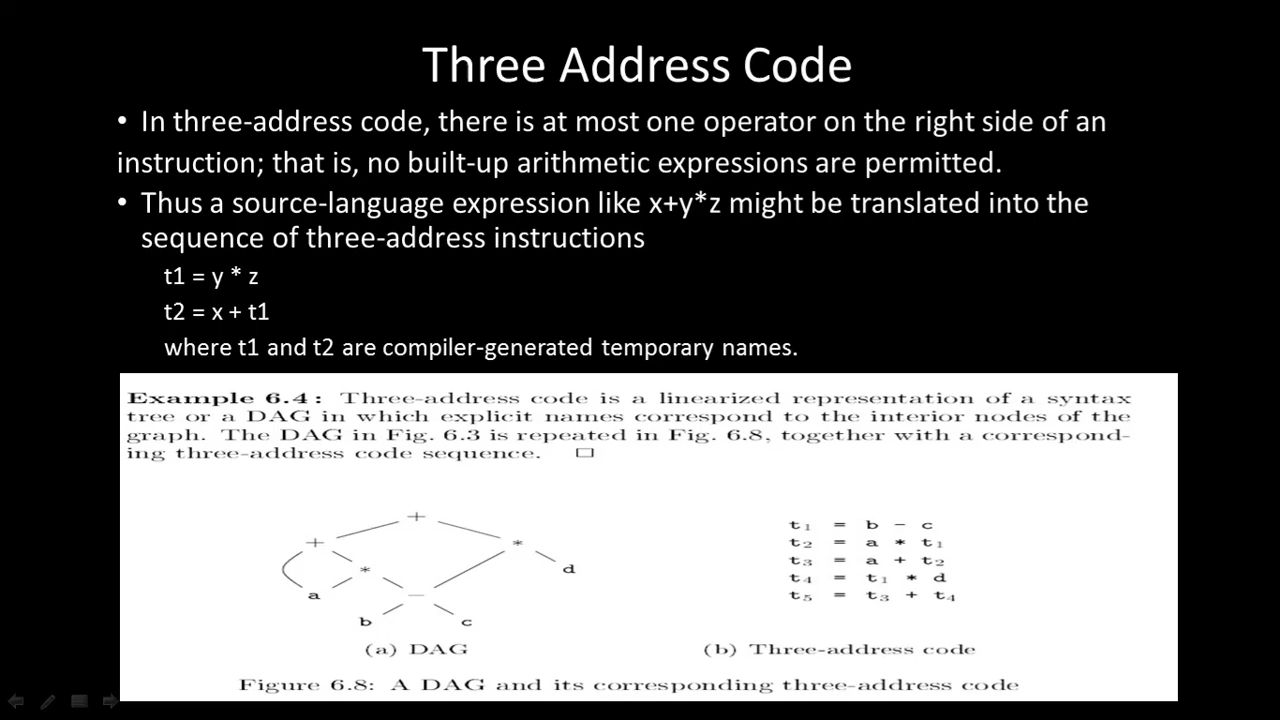 Three Address Code
• In three-address code, there is at most one operator on the right side of an
instruction; that is, no built-up arithmetic expressions are permitted.
• Thus a source-language expression like x+y*z might be translated into the
sequence of three-address instructions
t1 = y * z
t2 = x + t1
where t1 and t2 are compiler-generated temporary names.
Example 6.4: Three-address code is a linearized representation of a syntax
tree or a DAG in which explicit names correspond to the interior nodes of the
graph. The DAG in Fig. 6.3 is repeated in Fig. 6.8, together with a correspond-
ing three-address code sequence. □
+
+ *
* d
a −
b c
(a) DAG
t₁ = b − c
t₂ = a * t₁
t₃ = a + t₂
t₄ = t₁ * d
t₅ = t₃ + t₄
(b) Three-address code
Figure 6.8: A DAG and its corresponding three-address code